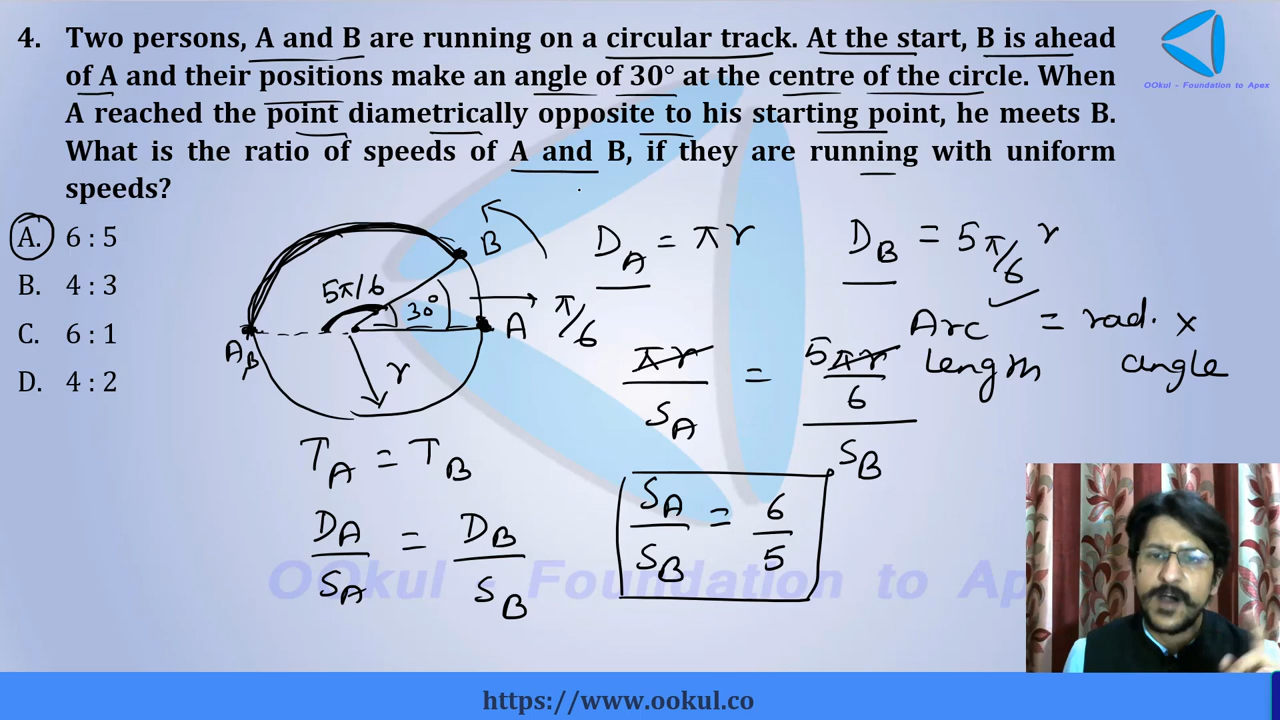 4. Two persons, A and B are running on a circular track. At the start, B is ahead
of A and their positions make an angle of 30° at the centre of the circle. When
A reached the point diametrically opposite to his starting point, he meets B.
What is the ratio of speeds of A and B, if they are running with uniform
speeds?
OOkul - Foundation to Apex
A. 6 : 5
B. 4 : 3
C. 6 : 1
D. 4 : 2
B
5π/6
30°
A
π/6
A
B
r
D_A = πr
D_B = 5π/6 r
Arc length = rad. x angle
πr/S_A = 5πr/6/S_B
T_A = T_B
D_A/S_A = D_B/S_B
S_A/S_B = 6/5
OOkul - Foundation to Ap
https://www.ookul.co